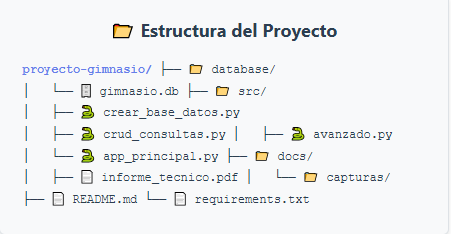 📂 Estructura del Proyecto
proyecto-gimnasio/ ├── 📂 database/
│ └── 🗄 gimnasio.db ├── 📂 src/
│ ├── 🐍 crear_base_datos.py
│ ├── 🐍 crud_consultas.py │ ├── 🐍 avanzado.py
│ └── 🐍 app_principal.py ├── 📂 docs/
│ ├── 📄 informe_tecnico.pdf │ └── 📂 capturas/
├── 📄 README.md └── 📄 requirements.txt